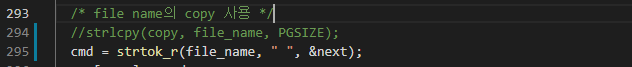 293 /* file name의 copy 사용 */
294 //strlcpy(copy, file_name, PGSIZE);
295 cmd = strtok_r(file_name, " ", &next);